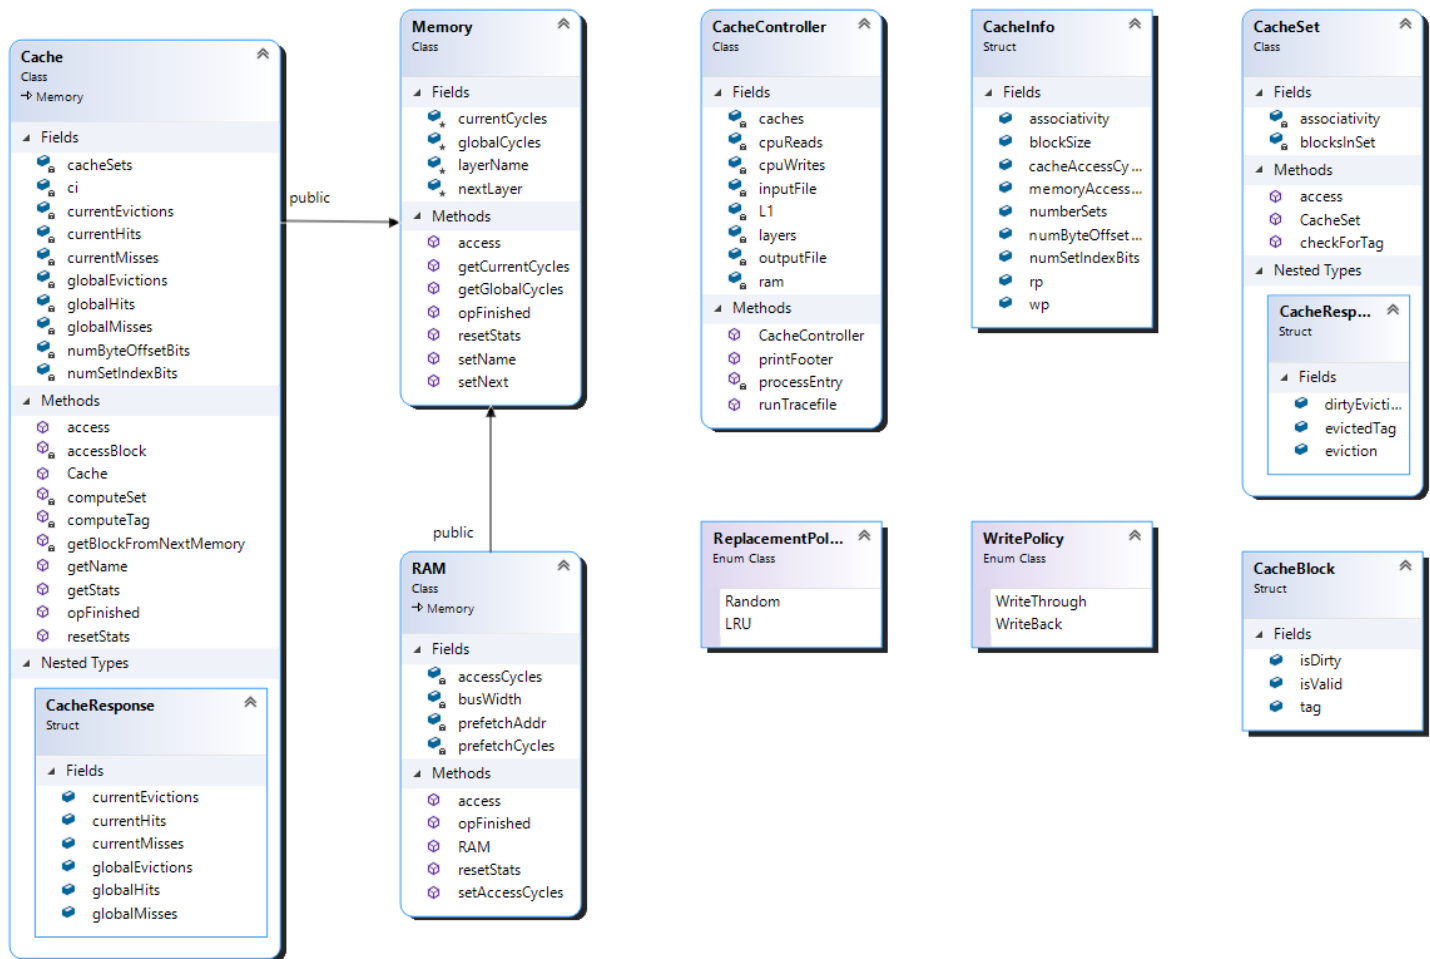 Cache
Class
Memory
Fields
cacheSets
ci
currentEvictions
currentHits
currentMisses
globalEvictions
globalHits
globalMisses
numByteOffsetBits
numSetIndexBits
Methods
access
accessBlock
Cache
computeSet
computeTag
getBlockFromNextMemory
getName
getStats
opFinished
resetStats
Nested Types
CacheResponse
Struct
Fields
currentEvictions
currentHits
currentMisses
globalEvictions
globalHits
globalMisses
public
Memory
Class
Fields
currentCycles
globalCycles
layerName
nextLayer
Methods
access
getCurrentCycles
getGlobalCycles
opFinished
resetStats
setName
setNext
public
RAM
Class
Memory
Fields
accessCycles
busWidth
prefetchAddr
prefetchCycles
Methods
access
opFinished
RAM
resetStats
setAccessCycles
CacheController
Class
Fields
caches
cpuReads
cpuWrites
inputFile
L1
layers
outputFile
ram
Methods
CacheController
printFooter
processEntry
runTracefile
ReplacementPol...
Enum Class
Random
LRU
CacheInfo
Struct
Fields
associativity
blockSize
cacheAccessCy...
memoryAccess...
numberSets
numByteOffset...
numSetIndexBits
rp
wp
WritePolicy
Enum Class
WriteThrough
WriteBack
CacheSet
Class
Fields
associativity
blocksInSet
Methods
access
CacheSet
checkForTag
Nested Types
CacheResp...
Struct
Fields
dirtyEvicti...
evictedTag
eviction
CacheBlock
Struct
Fields
isDirty
isValid
tag